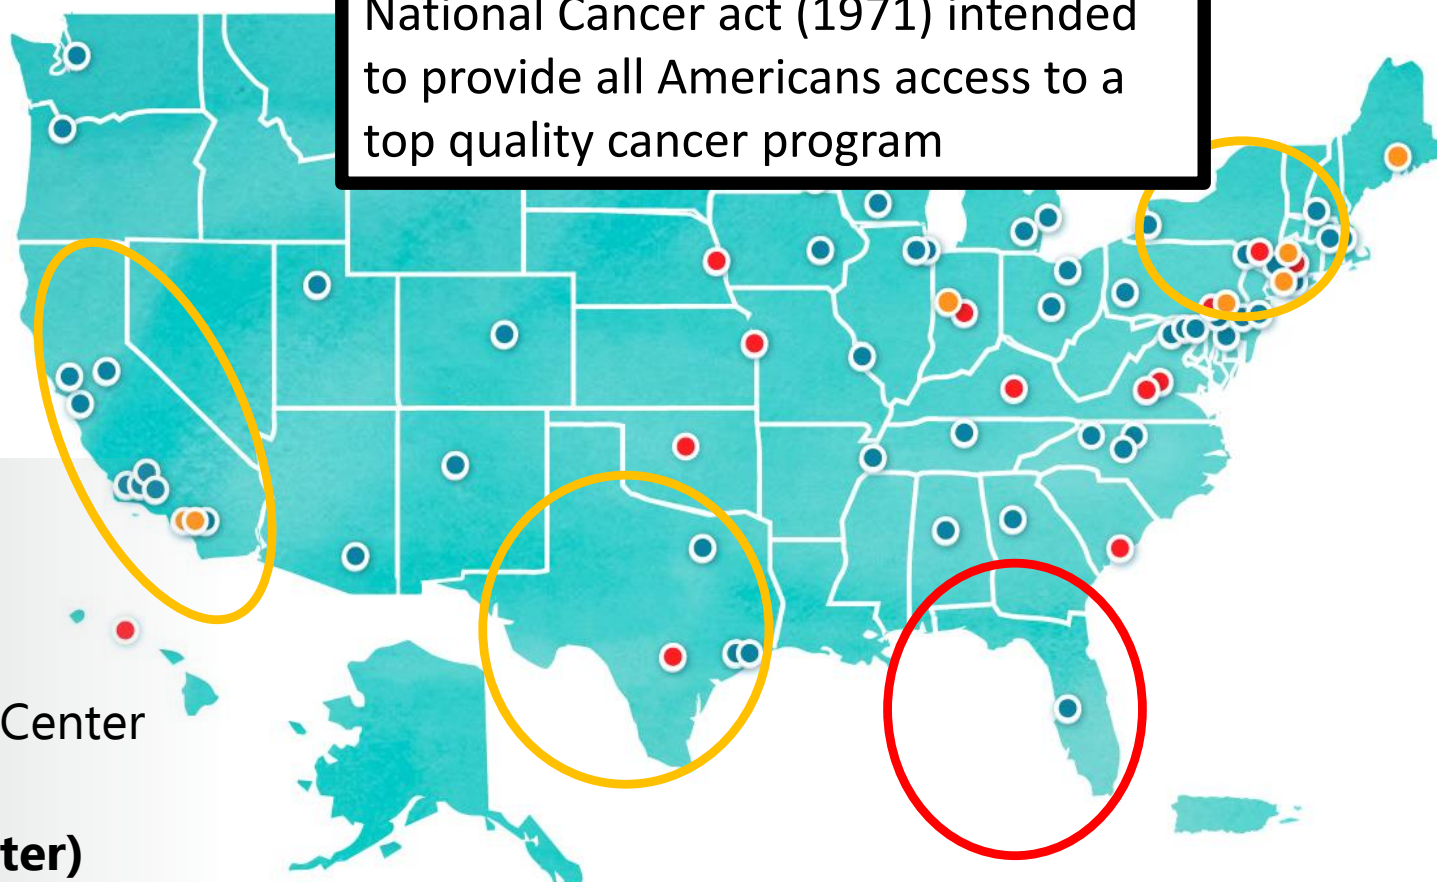 National Cancer act (1971) intended
to provide all Americans access to a
top quality cancer program
Center
ter)